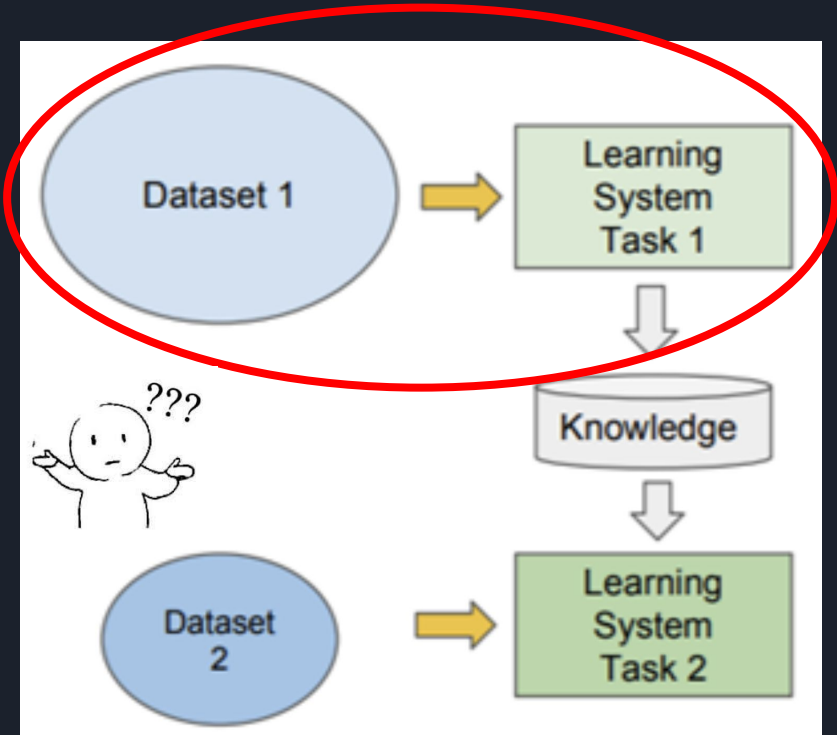 Dataset 1
Learning
System
Task 1
???
Knowledge
Dataset
2
Learning
System
Task 2